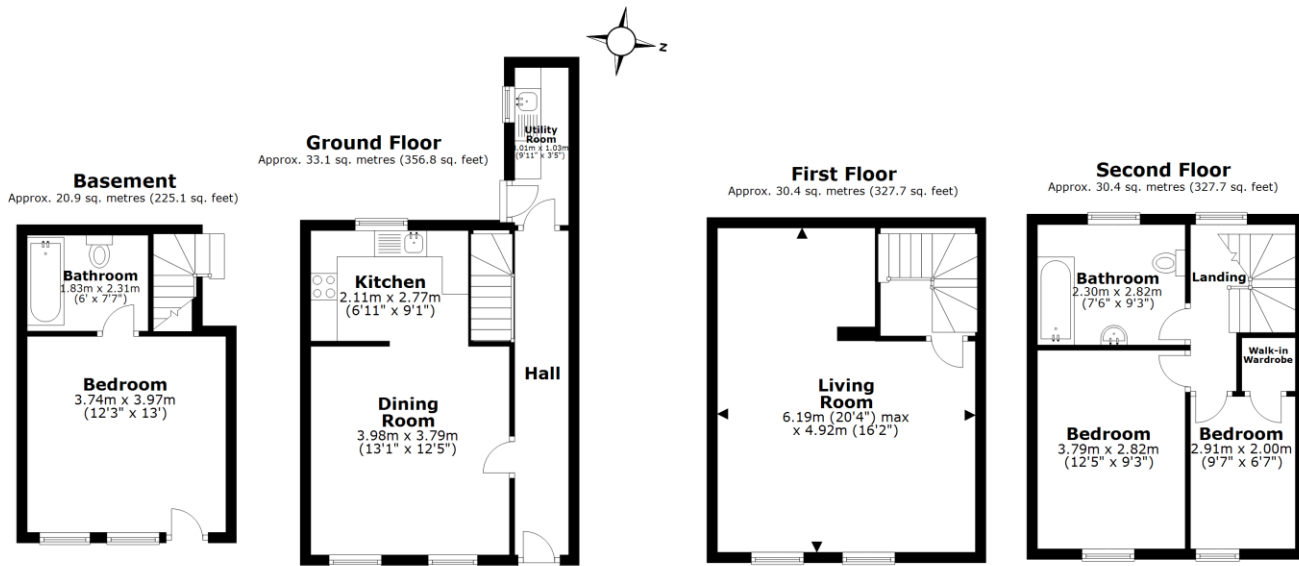 Z
Basement
Approx. 20.9 sq. metres (225.1 sq. feet)
Bathroom
1.83m x 2.31m
(6' x 7'7")
Bedroom
3.74m x 3.97m
(12'3" x 13')
Ground Floor
Approx. 33.1 sq. metres (356.8 sq. feet)
Utility
Room
x 1.03m
(9'11" x 3'5")
Kitchen
2.11m x 2.77m
(6'11" x 9'1")
Hall
Dining
Room
3.98m x 3.79m
(13'1" x 12'5")
First Floor
Approx. 30.4 sq. metres (327.7 sq. feet)
Living
Room
6.19m (20'4") max
x 4.92m (16'2")
Second Floor
Approx. 30.4 sq. metres (327.7 sq. feet)
Bathroom
2.30m x 2.82m
(7'6" x 9'3")
Landing
Walk-in
Wardrobe
Bedroom
3.79m x 2.82m
(12'5" x 9'3")
Bedroom
2.91m x 2.00m
(9'7" x 6'7")